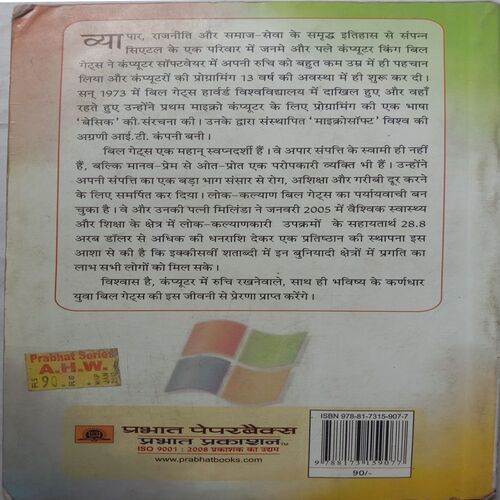 व्यापार, राजनीति और समाज-सेवा के समृद्ध इतिहास से संपन्न
सिएटल के एक परिवार में जनमे और पले कंप्यूटर किंग बिल
गेट्स ने कंप्यूटर सॉफ्टवेयर में अपनी रुचि को बहुत कम उम्र में ही पहचान
लिया और कंप्यूटरों की प्रोग्रामिंग 13 वर्ष की अवस्था में ही शुरू कर दी।
सन् 1973 में बिल गेट्स हार्वर्ड विश्वविद्यालय में दाखिल हुए और वहाँ
रहते हुए उन्होंने प्रथम माइक्रो कंप्यूटर के लिए प्रोग्रामिंग की एक भाषा
'बेसिक' की संरचना की। उनके द्वारा संस्थापित 'माइक्रोसॉफ्ट' विश्व की
अग्रणी आई.टी. कंपनी बनी।
बिल गेट्स एक महान् स्वप्नदर्शी हैं। वे अपार संपत्ति के स्वामी ही नहीं
हैं, बल्कि मानव-प्रेम से ओत-प्रोत एक परोपकारी व्यक्ति भी हैं। उन्होंने
अपनी संपत्ति का एक बड़ा भाग संसार से रोग, अशिक्षा और गरीबी दूर करने
के लिए समर्पित कर दिया। लोक-कल्याण बिल गेट्स का पर्यायवाची बन
चुका है। वे और उनकी पत्नी मिलिंडा ने जनवरी 2005 में वैश्विक स्वास्थ्य
और शिक्षा के क्षेत्र में लोक-कल्याणकारी उपक्रमों के सहायतार्थ 28.8
अरब डॉलर से अधिक की धनराशि देकर एक प्रतिष्ठान की स्थापना इस
आशा से की है कि इक्कीसवीं शताब्दी में इन बुनियादी क्षेत्रों में प्रगति का
लाभ सभी लोगों को मिल सके।
विश्वास है, कंप्यूटर में रुचि रखनेवाले, साथ ही भविष्य के कर्णधार
युवा बिल गेट्स की इस जीवनी से प्रेरणा प्राप्त करेंगे।
Prabhat Series
A.H.W.
90
प्रभात पेपरबैक्स
प्रभात प्रकाशन TM
ISO 9001 : 2008 प्रकाशक का उद्यम
www.prabhatbooks.com
ISBN 978-81-7315-907-7
9 788173 159077
90/-